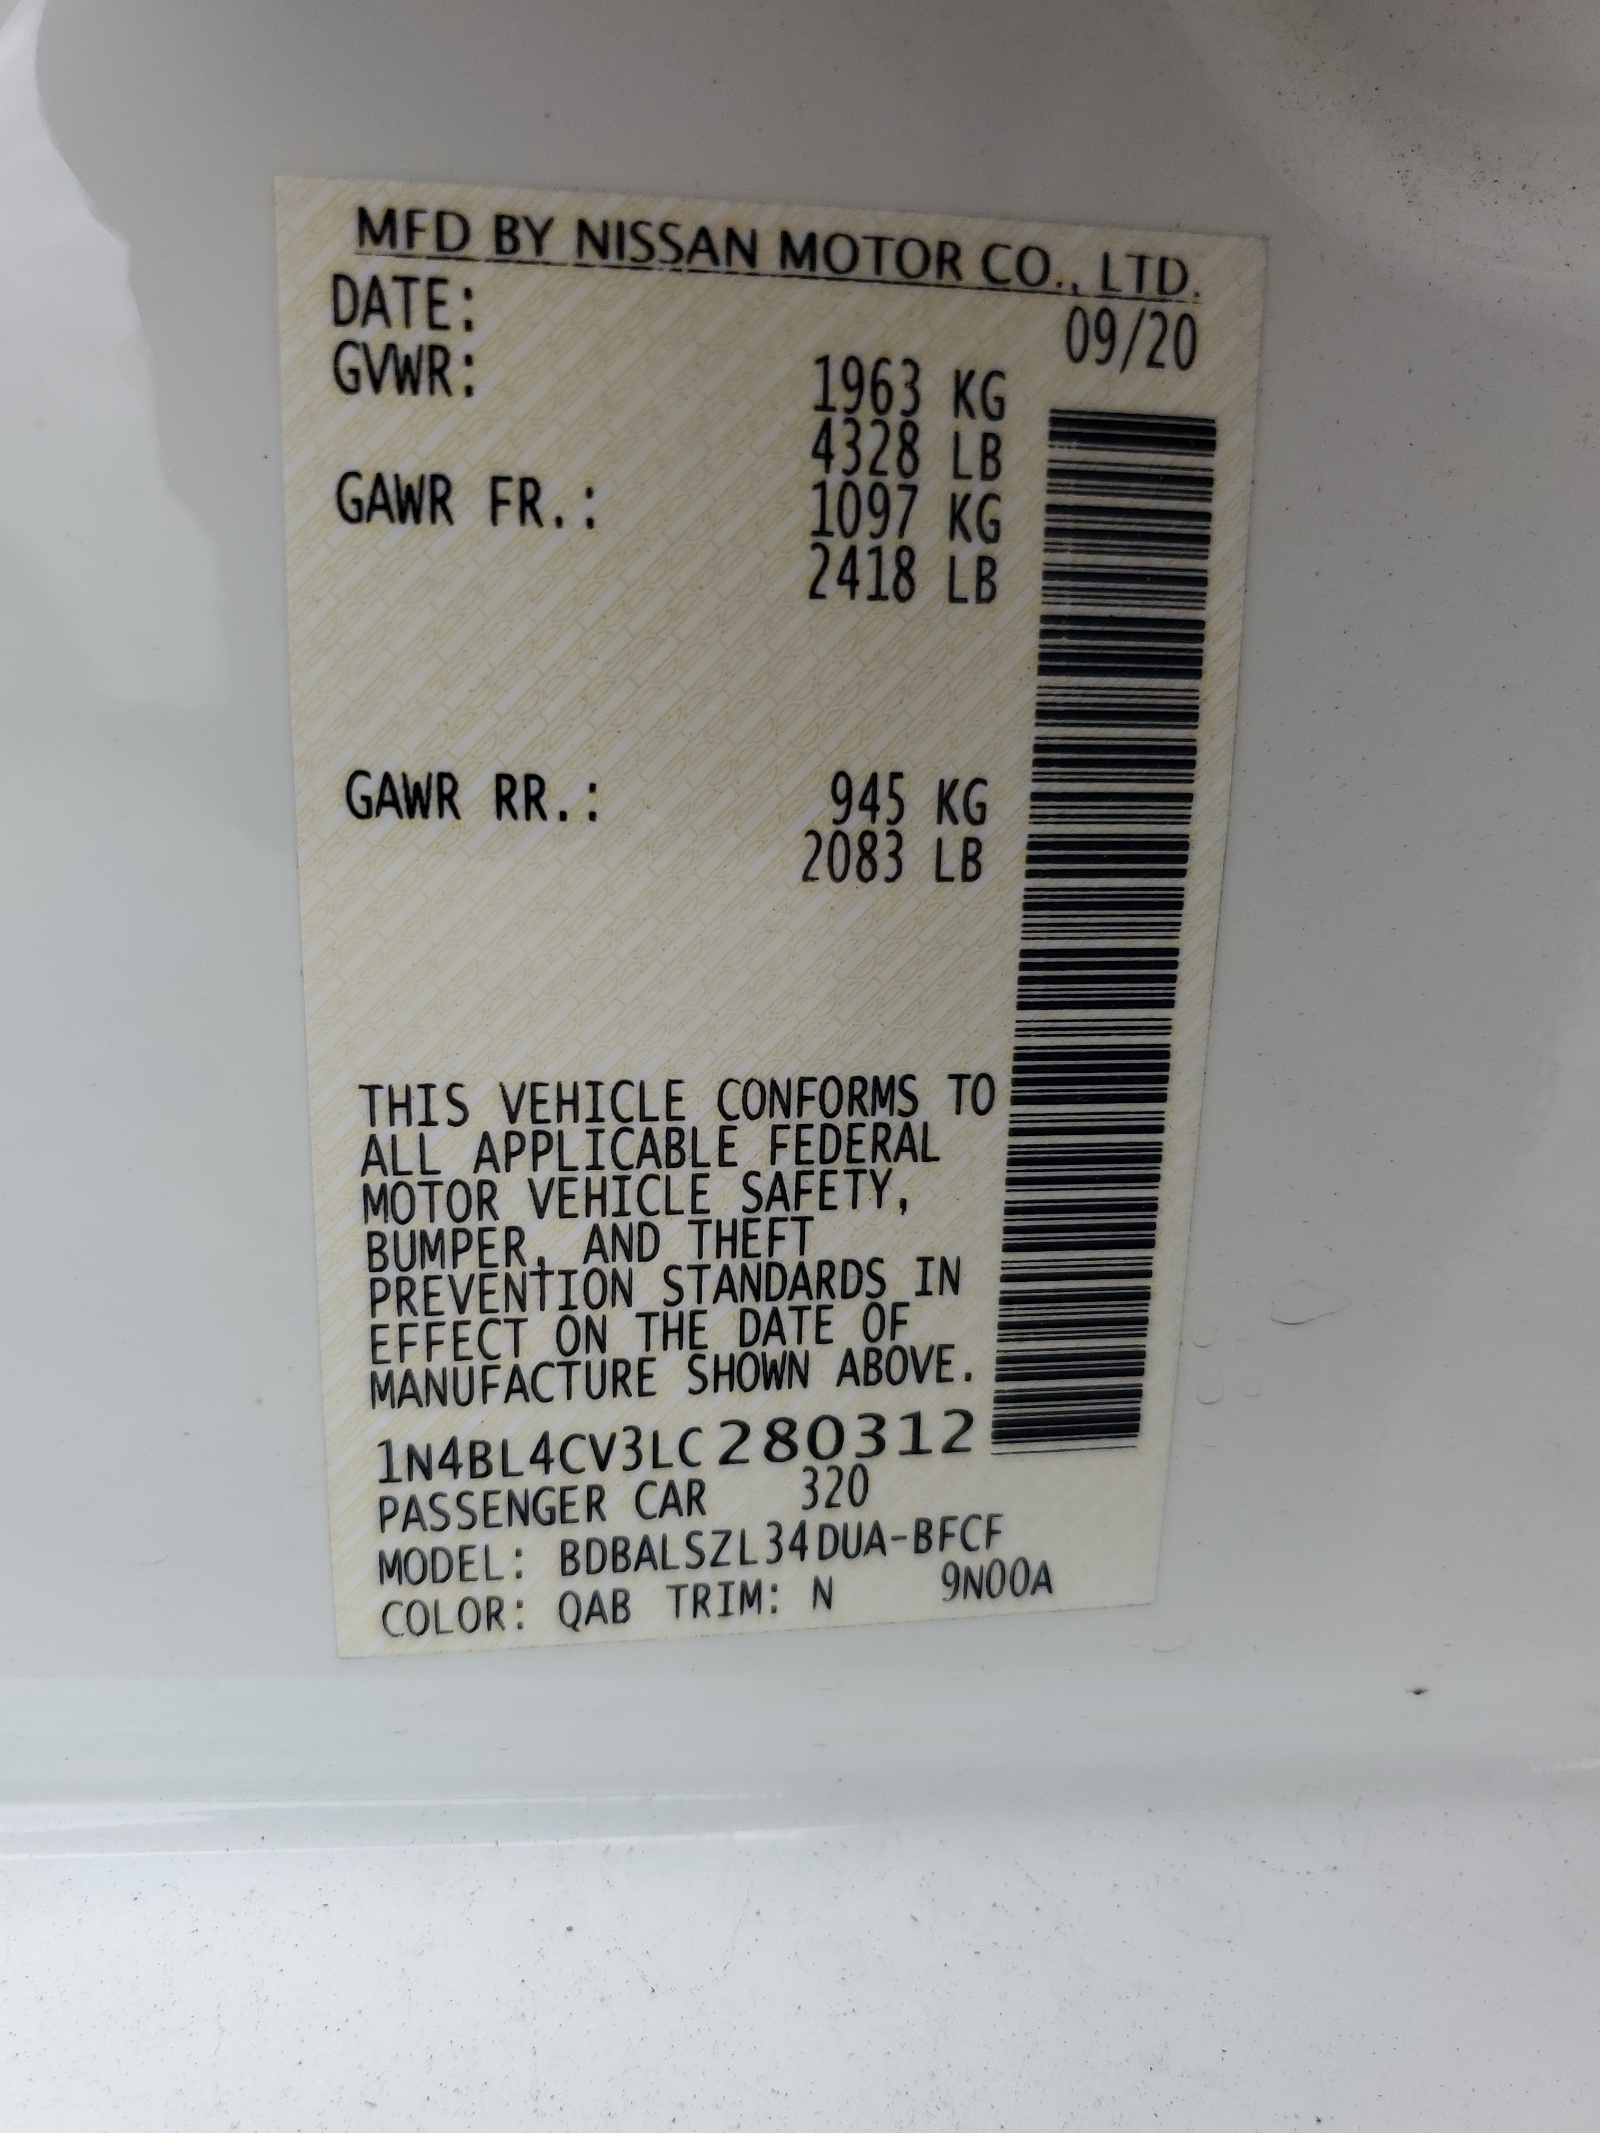 MFD BY NISSAN MOTOR CO., LTD.
DATE: 09/20
GVWR: 1963 KG
4328 LB
GAWR FR.: 1097 KG
2418 LB
GAWR RR.: 945 KG
2083 LB
THIS VEHICLE CONFORMS TO
ALL APPLICABLE FEDERAL
MOTOR VEHICLE SAFETY,
BUMPER, AND THEFT
PREVENTION STANDARDS IN
EFFECT ON THE DATE OF
MANUFACTURE SHOWN ABOVE.
1N4BL4CV3LC280312
PASSENGER CAR 320
MODEL: BDBALSZL34DUA-BFCF
COLOR: QAB TRIM: N 9N00A